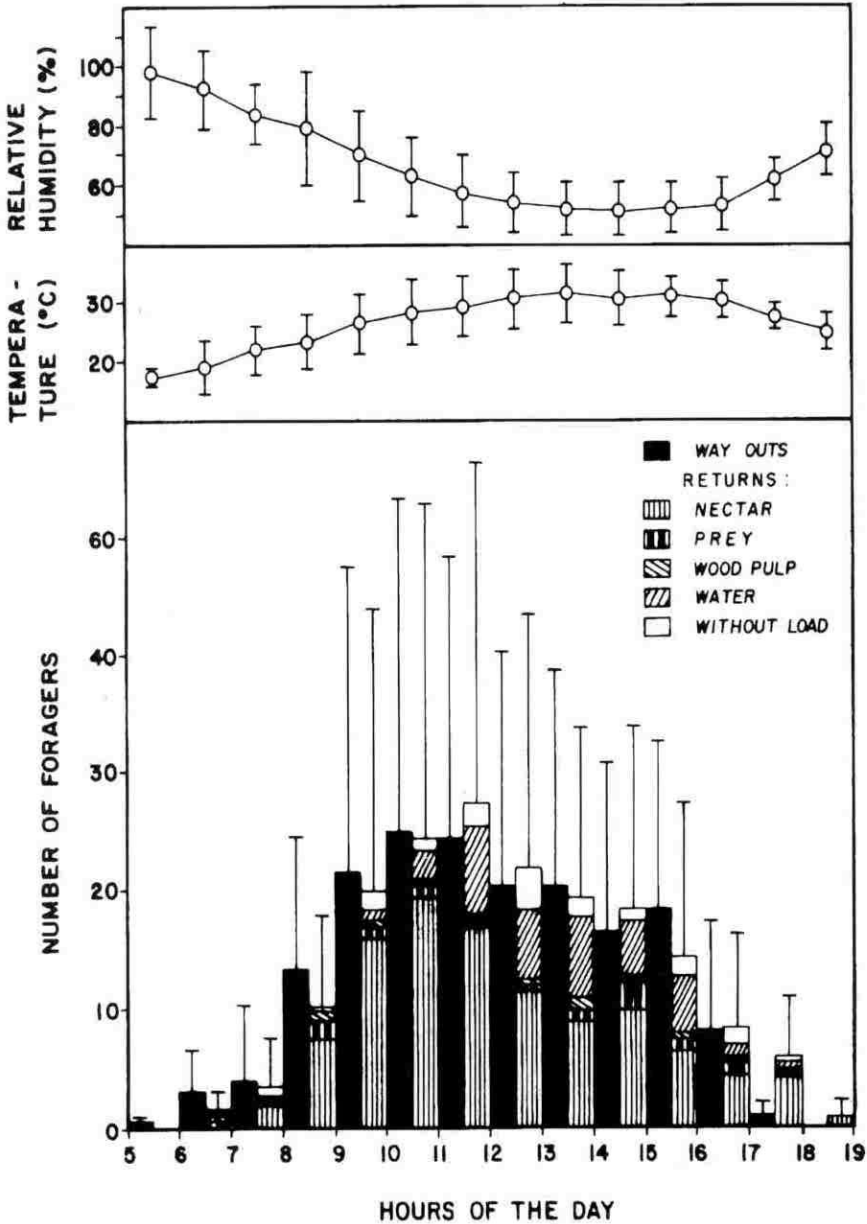 RELATIVE
HUMIDITY (%)
100
80
60
TEMPERA -
TURE (°C)
30
20
NUMBER OF FORAGERS
60
40
30
20
10
0
WAY OUTS
RETURNS :
NECTAR
PREY
WOOD PULP
WATER
WITHOUT LOAD
5 6 7 8 9 10 11 12 13 14 15 16 17 18 19
HOURS OF THE DAY